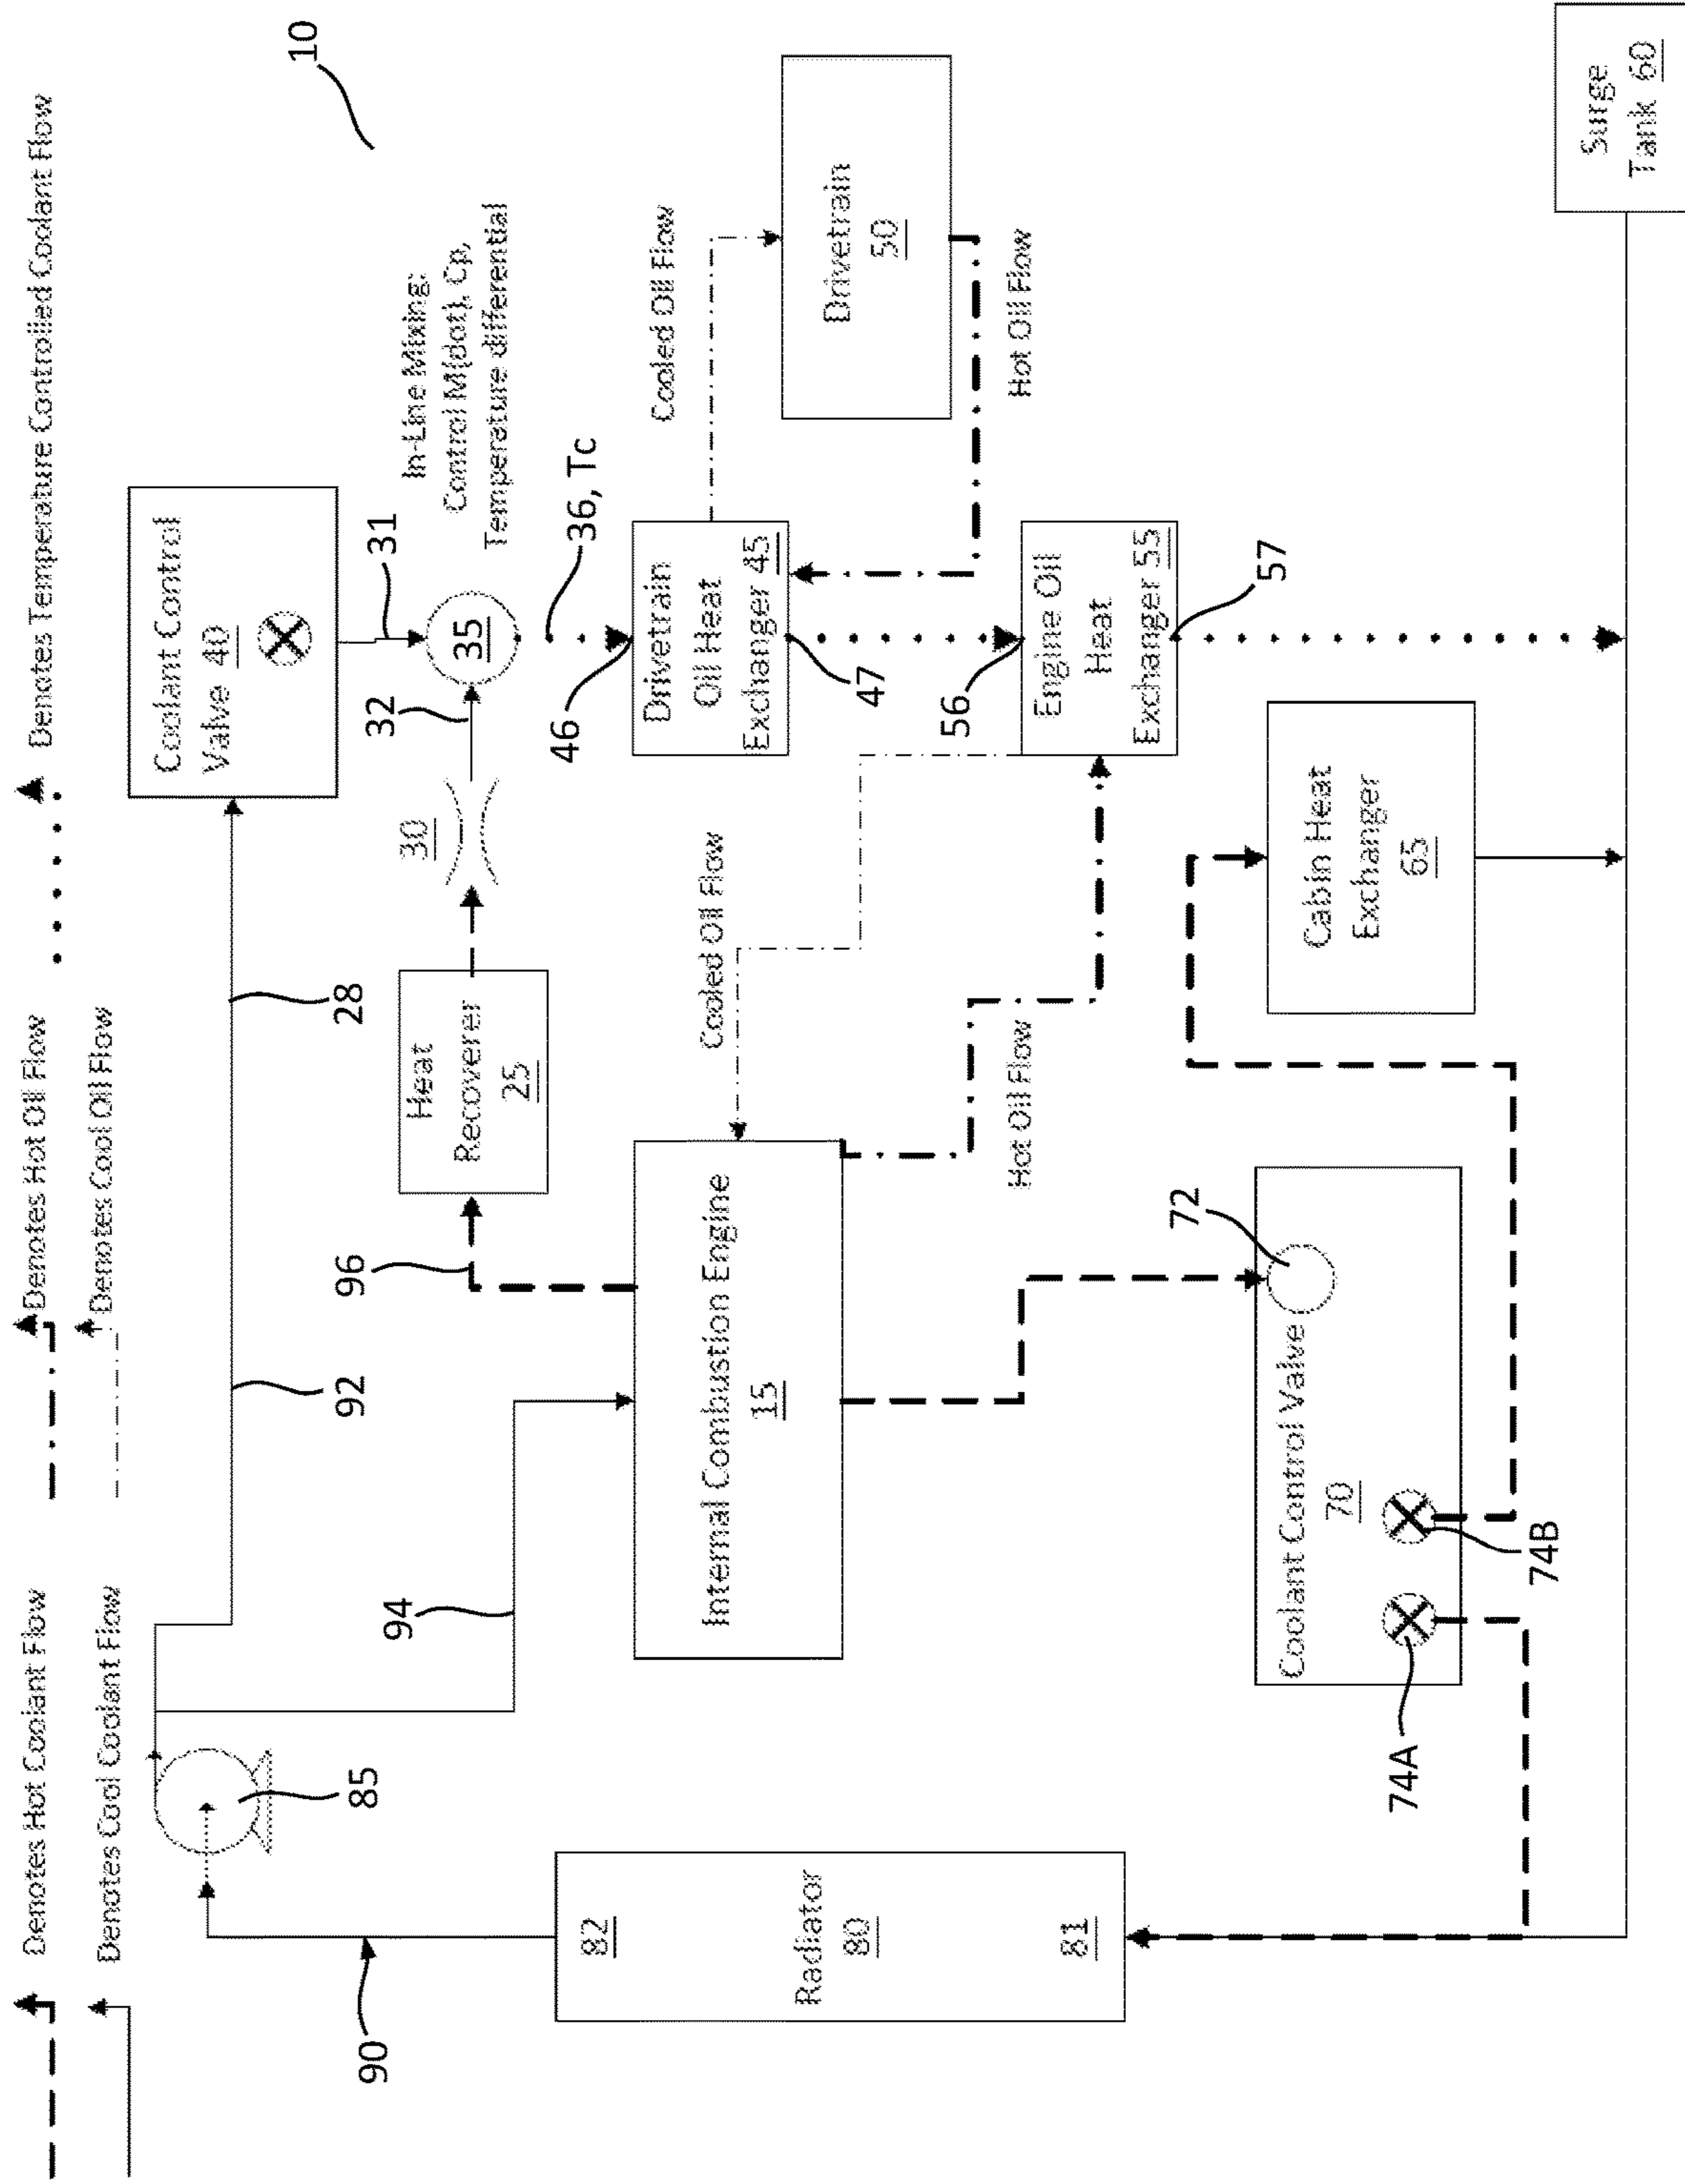 Denotes Hot Coolant Flow
Denotes Cool Coolant Flow
Denotes Hot Oil Flow
Denotes Cool Oil Flow
Denotes Temperature Controlled Coolant Flow
10
90
85
94
92
28
96
Coolant Control
Valve 40
31
32
30
35
In-Line Mixing:
Control M(dot), Cp,
Temperature differential
36, Tc
46
Heat
Recoverer
25
82
Radiator
80
81
Internal Combustion Engine
15
Drivetrain
Oil Heat
Exchanger 45
47
Cooled Oil Flow
Drivetrain
50
Hot Oil Flow
Cooled Oil Flow
Hot Oil Flow
56
Engine Oil
Heat
Exchanger 55
57
72
Coolant Control Valve
70
74A
74B
Cabin Heat
Exchanger
65
Surge
Tank 60